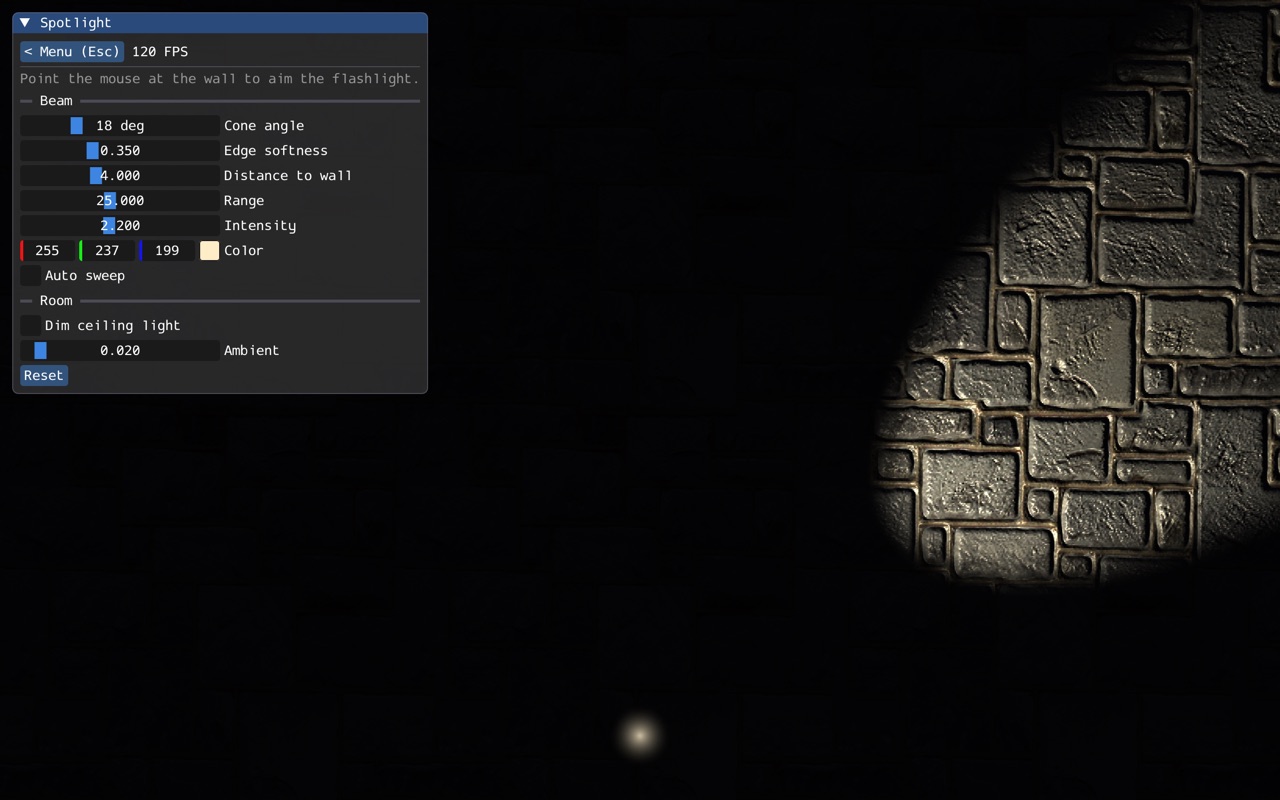 Spotlight
< Menu (Esc) 120 FPS
Point the mouse at the wall to aim the flashlight.
Beam
18 deg Cone angle
0.350 Edge softness
4.000 Distance to wall
25.000 Range
2.200 Intensity
255 237 199 Color
Auto sweep
Room
Dim ceiling light
0.020 Ambient
Reset